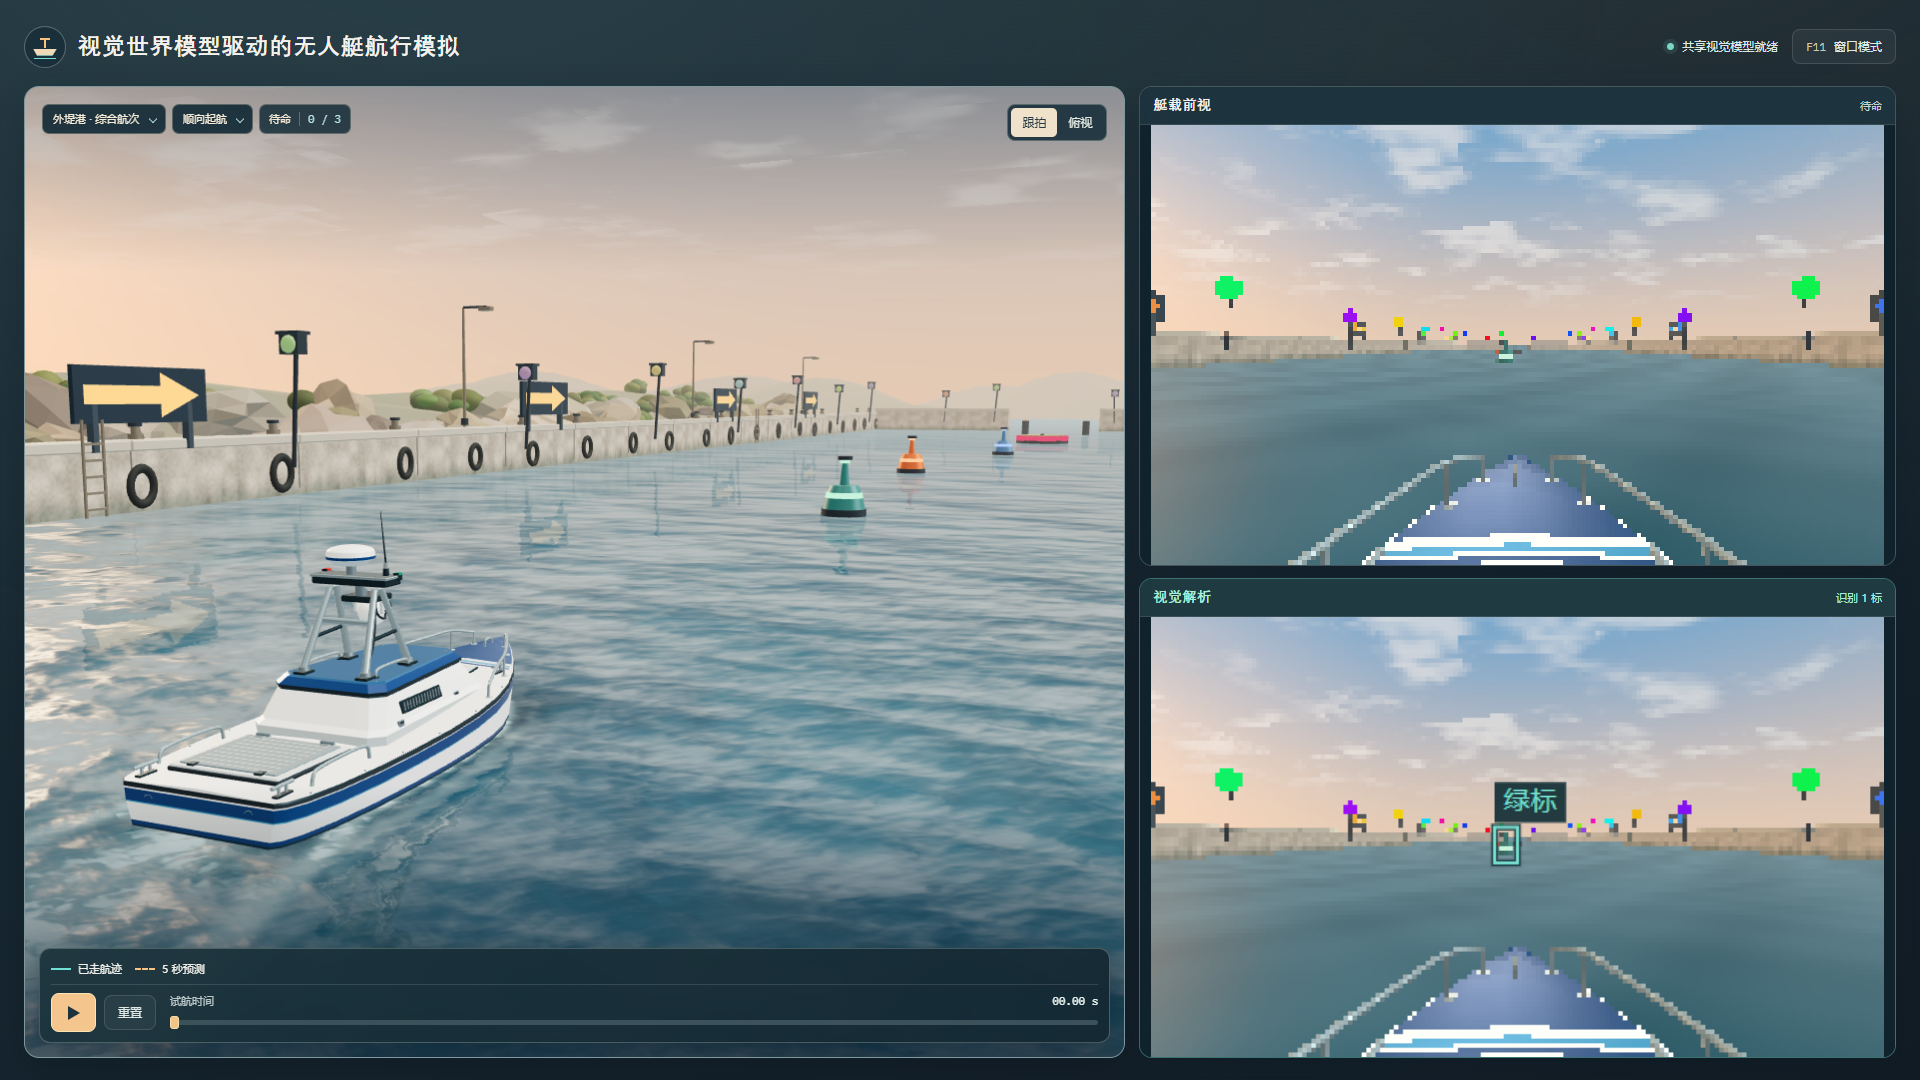 视觉世界模型驱动的无人艇航行模拟
共享视觉模型就绪
F11 窗口模式
外堤港 · 综合航次
顺向起航
待命 0 / 3
跟拍
俯视
已走航迹
5 秒预测
重置
试航时间
00.00 s
艇载前视
待命
视觉解析
识别 1 标
绿标